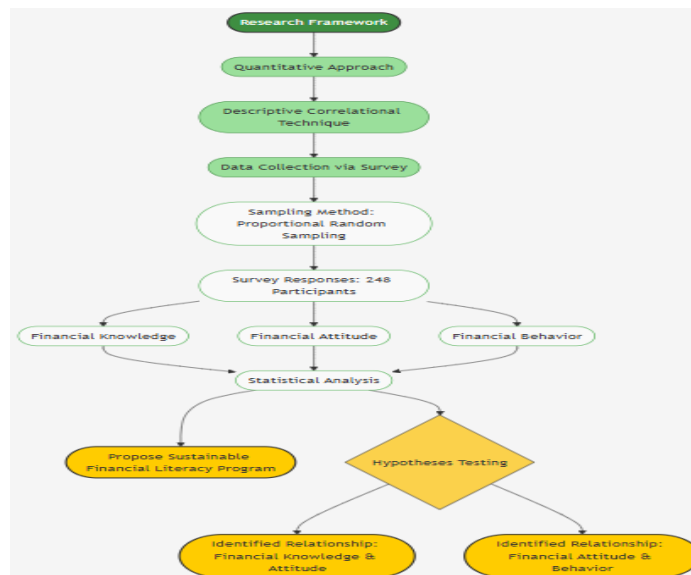 Research Framework
Quantitative Approach
Descriptive Correlational
Technique
Data Collection via Survey
Sampling Method:
Proportional Random
Sampling
Survey Responses: 248
Participants
Financial Knowledge
Financial Attitude
Financial Behavior
Statistical Analysis
Propose Sustainable
Financial Literacy Program
Hypotheses Testing
Identified Relationship:
Financial Knowledge &
Attitude
Identified Relationship:
Financial Attitude &
Behavior